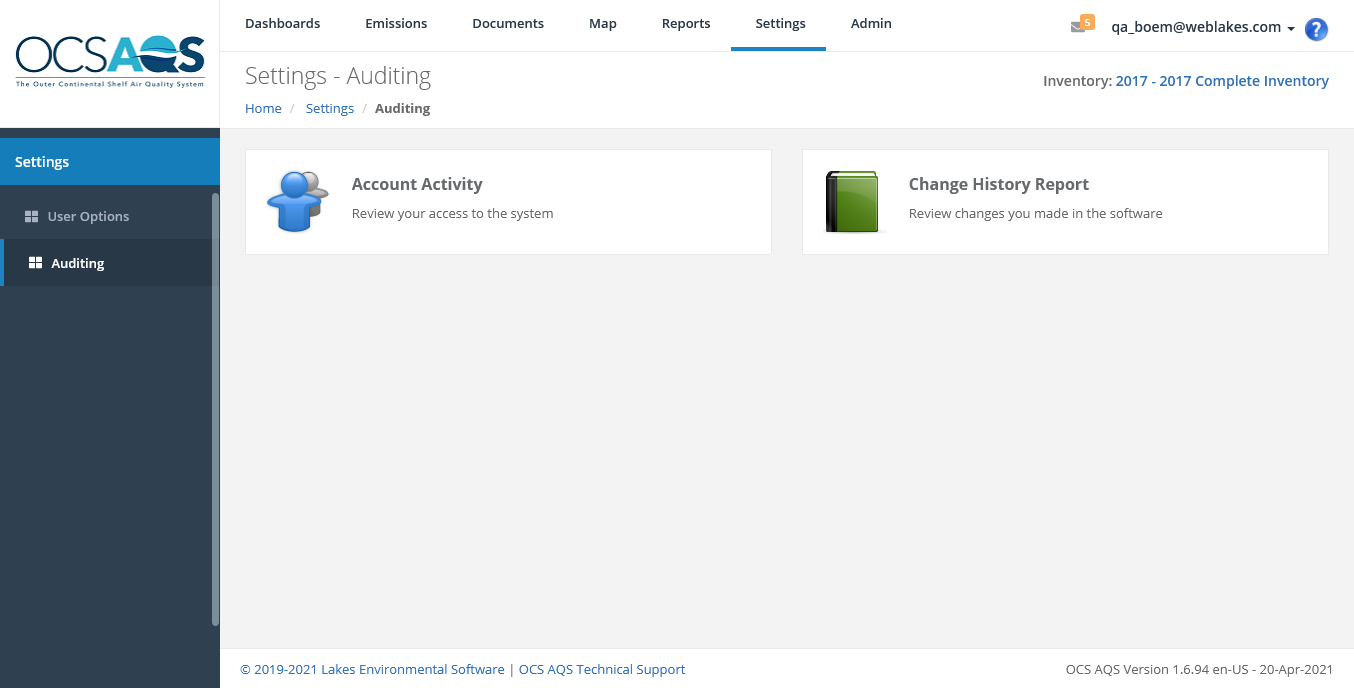 OCSAQS
The Outer Continental Shelf Air Quality System
Dashboards Emissions Documents Map Reports Settings Admin
5
qa_boem@weblakes.com
?
Settings - Auditing
Inventory: 2017 - 2017 Complete Inventory
Home / Settings / Auditing
Settings
User Options
Auditing
Account Activity
Review your access to the system
Change History Report
Review changes you made in the software
© 2019-2021 Lakes Environmental Software | OCS AQS Technical Support
OCS AQS Version 1.6.94 en-US - 20-Apr-2021